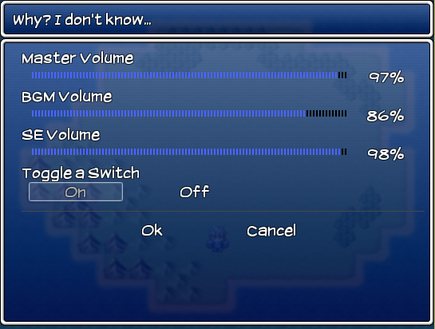 Why? I don't know...
Master Volume
97%
BGM Volume
86%
SE Volume
98%
Toggle a Switch
On Off
Ok Cancel